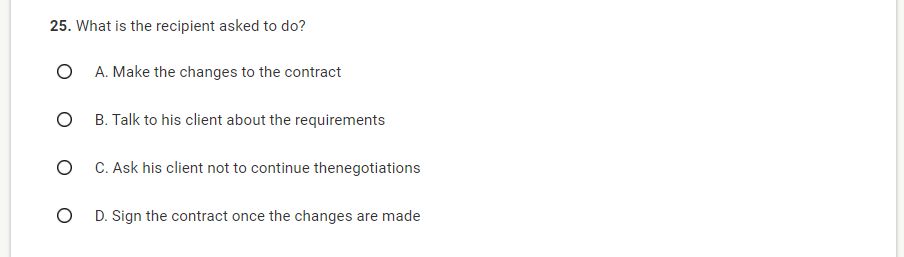 25. What is the recipient asked to do?
A. Make the changes to the contract
B. Talk to his client about the requirements
C. Ask his client not to continue thenegotiations
D. Sign the contract once the changes are made